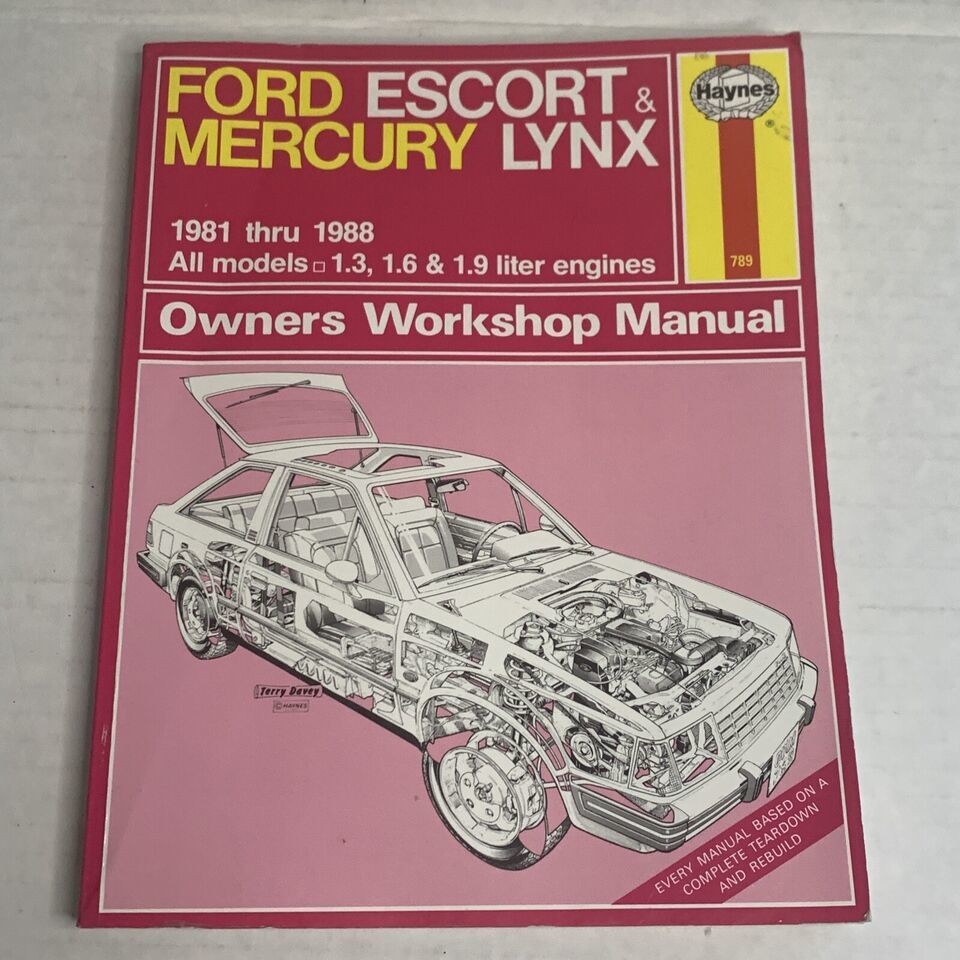 FORD ESCORT &
MERCURY LYNX
Haynes
®
1981 thru 1988
All models □ 1.3, 1.6 & 1.9 liter engines
789
Owners Workshop Manual
Terry Davey
© HAYNES
EVERY MANUAL BASED ON A
COMPLETE TEARDOWN
AND REBUILD